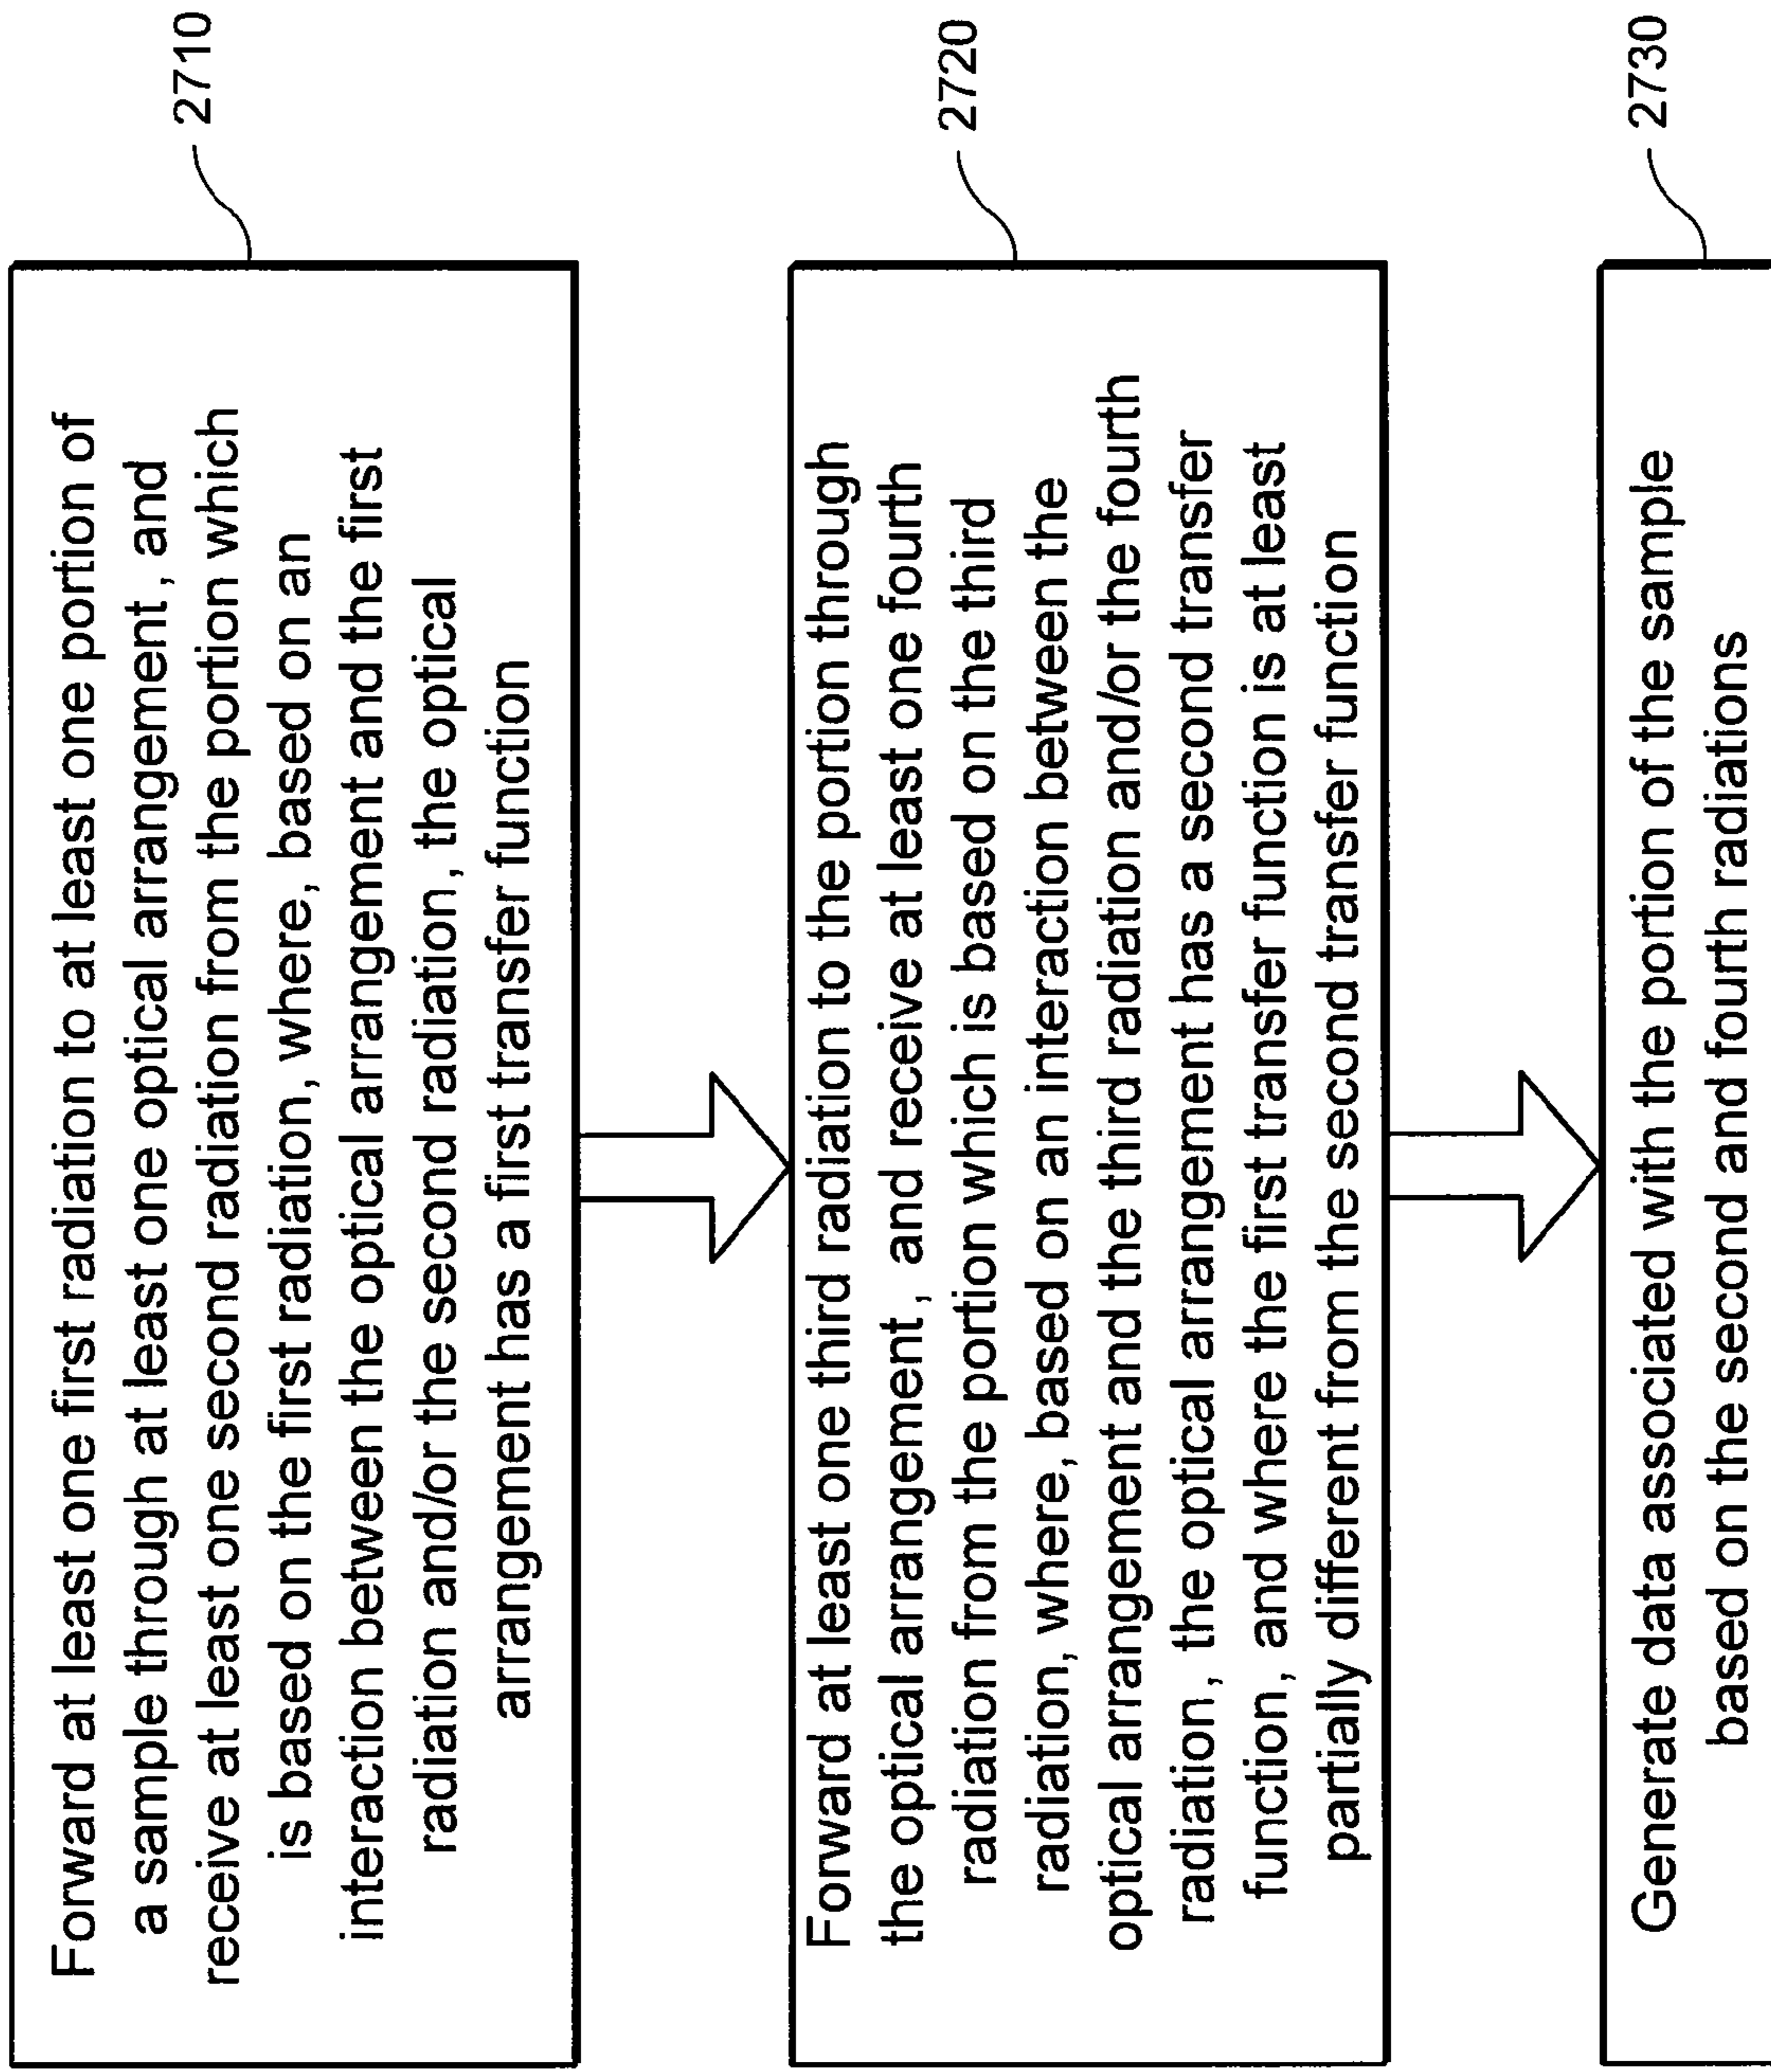 Forward at least one first radiation to at least one portion of
a sample through at least one optical arrangement, and
receive at least one second radiation from the portion which
is based on the first radiation, where, based on an
interaction between the optical arrangement and the first
radiation and/or the second radiation, the optical
arrangement has a first transfer function
2710
Forward at least one third radiation to the portion through
the optical arrangement, and receive at least one fourth
radiation from the portion which is based on the third
radiation, where, based on an interaction between the
optical arrangement and the third radiation and/or the fourth
radiation, the optical arrangement has a second transfer
function, and where the first transfer function is at least
partially different from the second transfer function
2720
Generate data associated with the portion of the sample
based on the second and fourth radiations
2730